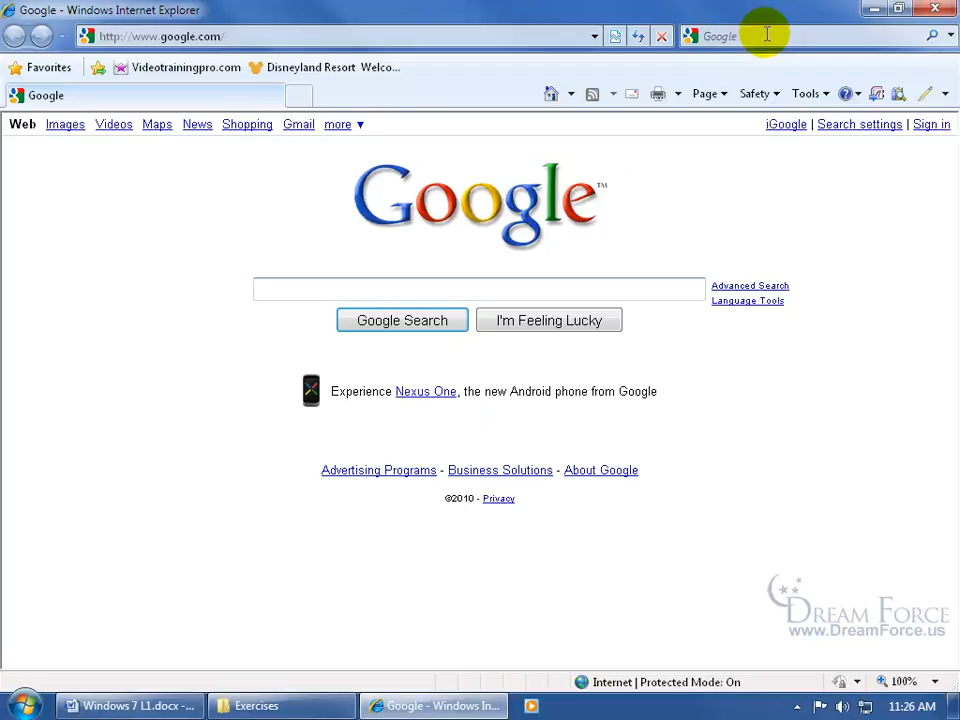 Google - Windows Internet Explorer
http://www.google.com/
Google
Favorites Videotrainingpro.com Disneyland Resort Welco...
Google
Page Safety Tools
Web Images Videos Maps News Shopping Gmail more ▼
iGoogle | Search settings | Sign in
Google™
Advanced Search
Language Tools
Google Search I'm Feeling Lucky
Experience Nexus One, the new Android phone from Google
Advertising Programs - Business Solutions - About Google
©2010 - Privacy
DREAM FORCE
www.DreamForce.us
Internet | Protected Mode: On 100%
Windows 7 L1.docx -... Exercises Google - Windows In... 11:26 AM